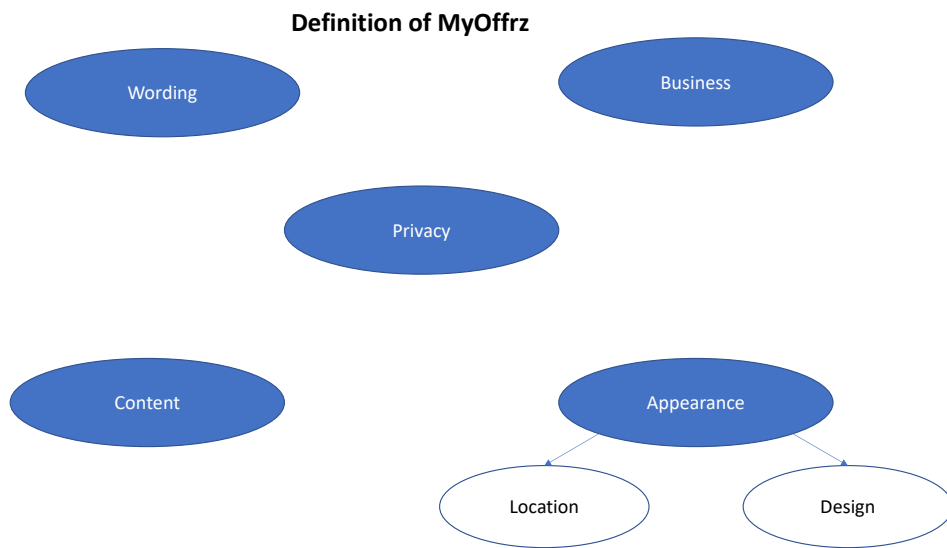 Definition of MyOffrz
Wording
Business
Privacy
Content
Appearance
Location
Design